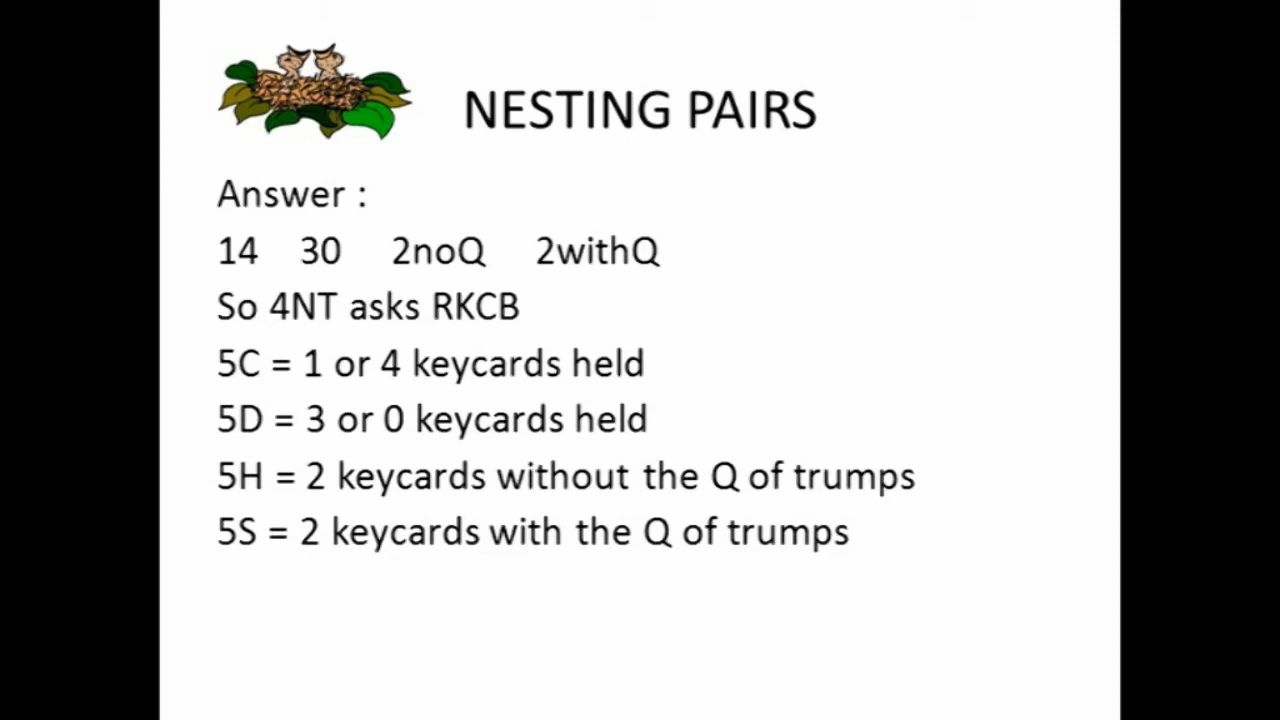 NESTING PAIRS
Answer :
14 30 2noQ 2withQ
So 4NT asks RKCB
5C = 1 or 4 keycards held
5D = 3 or 0 keycards held
5H = 2 keycards without the Q of trumps
5S = 2 keycards with the Q of trumps